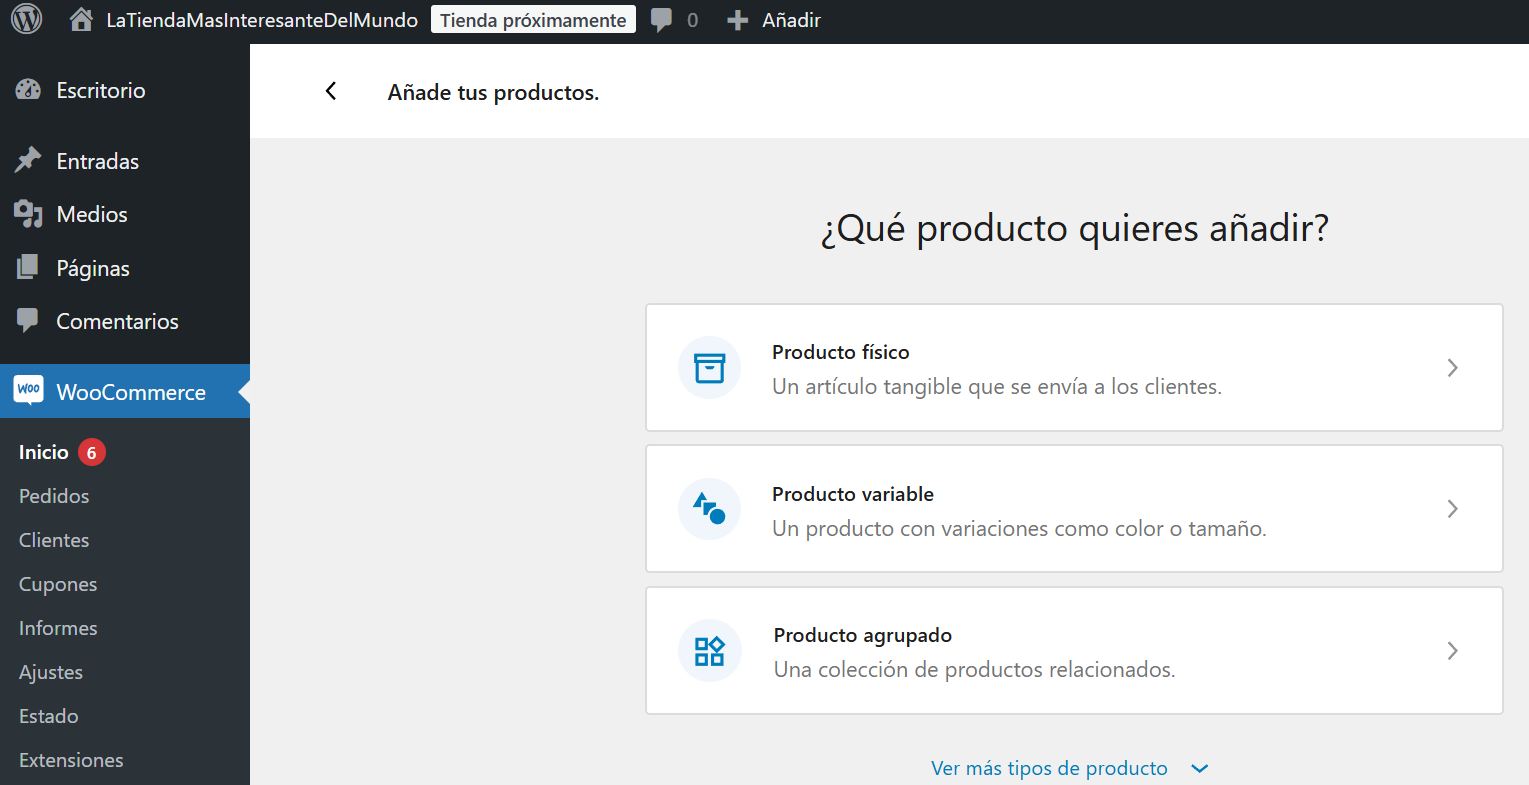 LaTiendaMasInteresanteDelMundo Tienda próximamente 0 Añadir
Escritorio
Entradas
Medios
Páginas
Comentarios
Woo WooCommerce
Inicio 6
Pedidos
Clientes
Cupones
Informes
Ajustes
Estado
Extensiones
Añade tus productos.
¿Qué producto quieres añadir?
Producto físico
Un artículo tangible que se envía a los clientes.
Producto variable
Un producto con variaciones como color o tamaño.
Producto agrupado
Una colección de productos relacionados.
Ver más tipos de producto